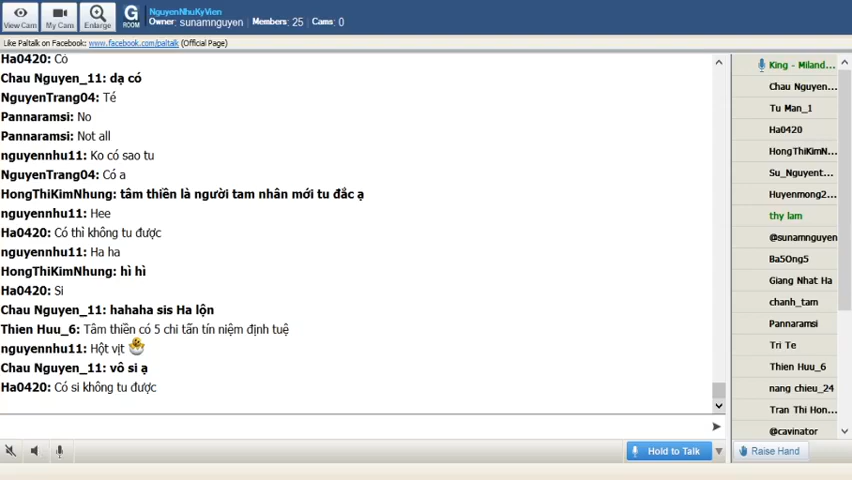 NguyenNhuKyVien
Owner: sunamnguyen Members: 25 Cams: 0
View Cam My Cam Enlarge G ROOM
Like Paltalk on Facebook: www.facebook.com/paltalk (Official Page)
Ha0420: Có
Chau Nguyen_11: dạ có
NguyenTrang04: Té
Pannaramsi: No
Pannaramsi: Not all
nguyennhu11: Ko có sao tu
NguyenTrang04: Có a
HongThiKimNhung: tâm thiền là người tam nhân mới tu đắc ạ
nguyennhu11: Hee
Ha0420: Có thì không tu được
nguyennhu11: Ha ha
HongThiKimNhung: hì hì
Ha0420: Si
Chau Nguyen_11: hahaha sis Ha lộn
Thien Huu_6: Tâm thiền có 5 chi tấn tín niệm định tuệ
nguyennhu11: Hột vịt
Chau Nguyen_11: vô si ạ
Ha0420: Có si không tu được
King - Miland...
Chau Nguyen...
Tu Man_1
Ha0420
HongThiKimN...
Su_Nguyent...
Huyenmong2...
thy lam
@sunamnguyen
Ba5Ong5
Giang Nhat Ha
chanh_tam
Pannaramsi
Tri Te
Thien Huu_6
nang chieu_24
Tran Thi Hon...
@cavinator
Hold to Talk
Raise Hand